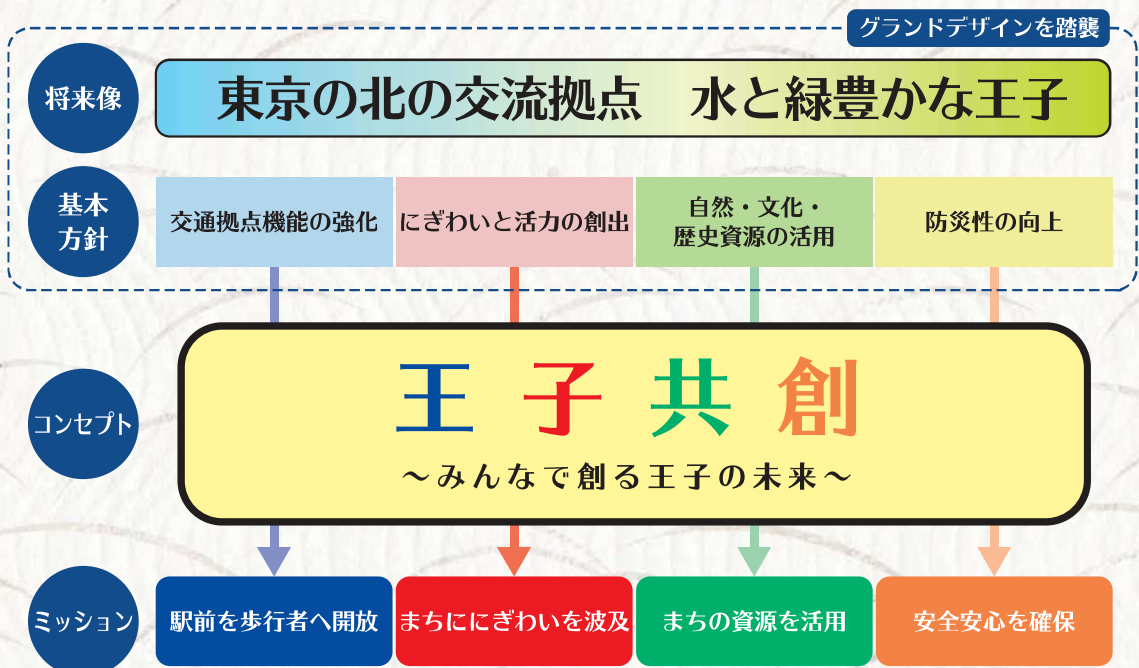 グランドデザインを踏襲
将来像
東京の北の交流拠点　水と緑豊かな王子
基本
方針
交通拠点機能の強化
にぎわいと活力の創出
自然・文化・
歴史資源の活用
防災性の向上
コンセプト
王子共創
～みんなで創る王子の未来～
ミッション
駅前を歩行者へ開放
まちににぎわいを波及
まちの資源を活用
安全安心を確保